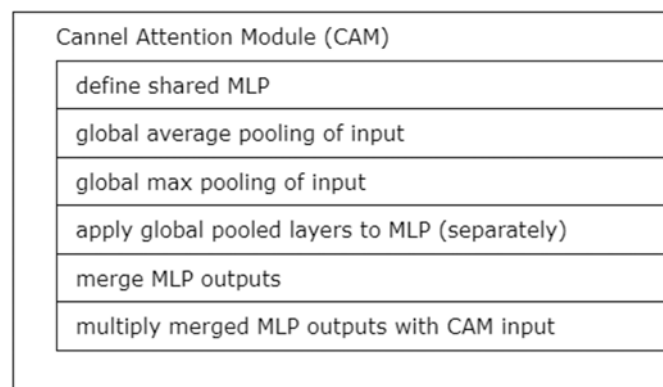 Cannel Attention Module (CAM)
define shared MLP
global average pooling of input
global max pooling of input
apply global pooled layers to MLP (separately)
merge MLP outputs
multiply merged MLP outputs with CAM input